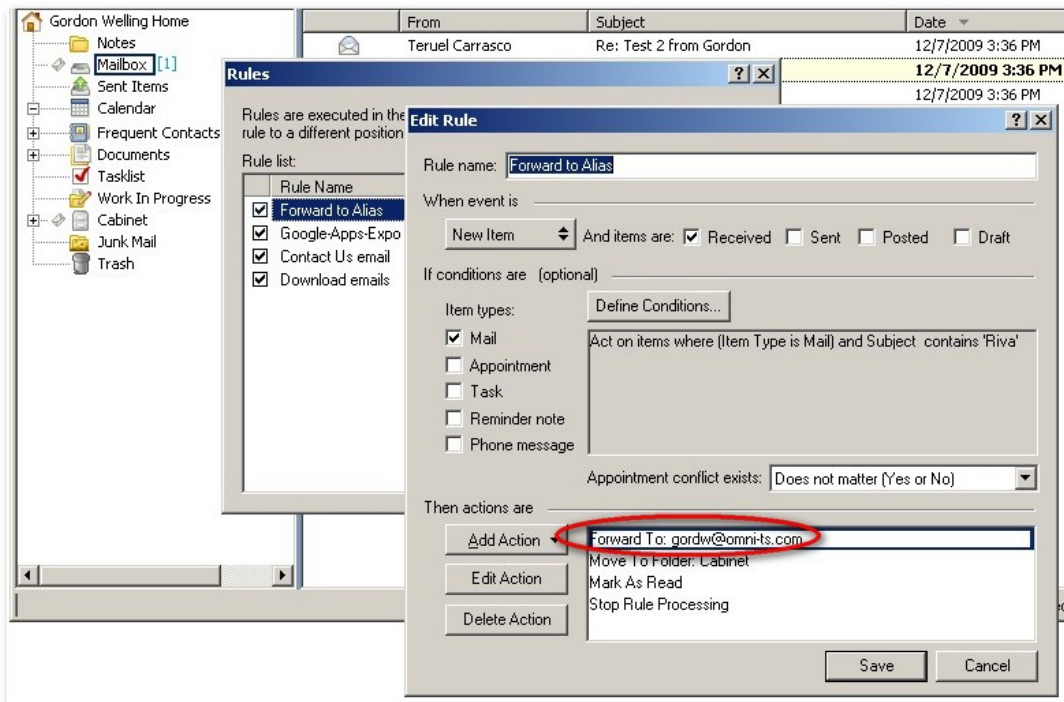 Gordon Welling Home
Notes
Mailbox [1]
Sent Items
Calendar
Frequent Contacts
Documents
Tasklist
Work In Progress
Cabinet
Junk Mail
Trash
From Subject Date
Teruel Carrasco Re: Test 2 from Gordon 12/7/2009 3:36 PM
12/7/2009 3:36 PM
12/7/2009 3:36 PM
Rules
Rules are executed in the
rule to a different position
Rule list:
Rule Name
Forward to Alias
Google-Apps-Expo
Contact Us email
Download emails
Edit Rule
Rule name: Forward to Alias
When event is
New Item And items are: Received Sent Posted Draft
If conditions are (optional)
Item types: Define Conditions...
Mail
Appointment
Task
Reminder note
Phone message
Act on items where (Item Type is Mail) and Subject contains 'Riva'
Appointment conflict exists: Does not matter (Yes or No)
Then actions are
Add Action
Edit Action
Delete Action
Forward To: gordw@omni-ts.com
Move To Folder: Cabinet
Mark As Read
Stop Rule Processing
Save Cancel